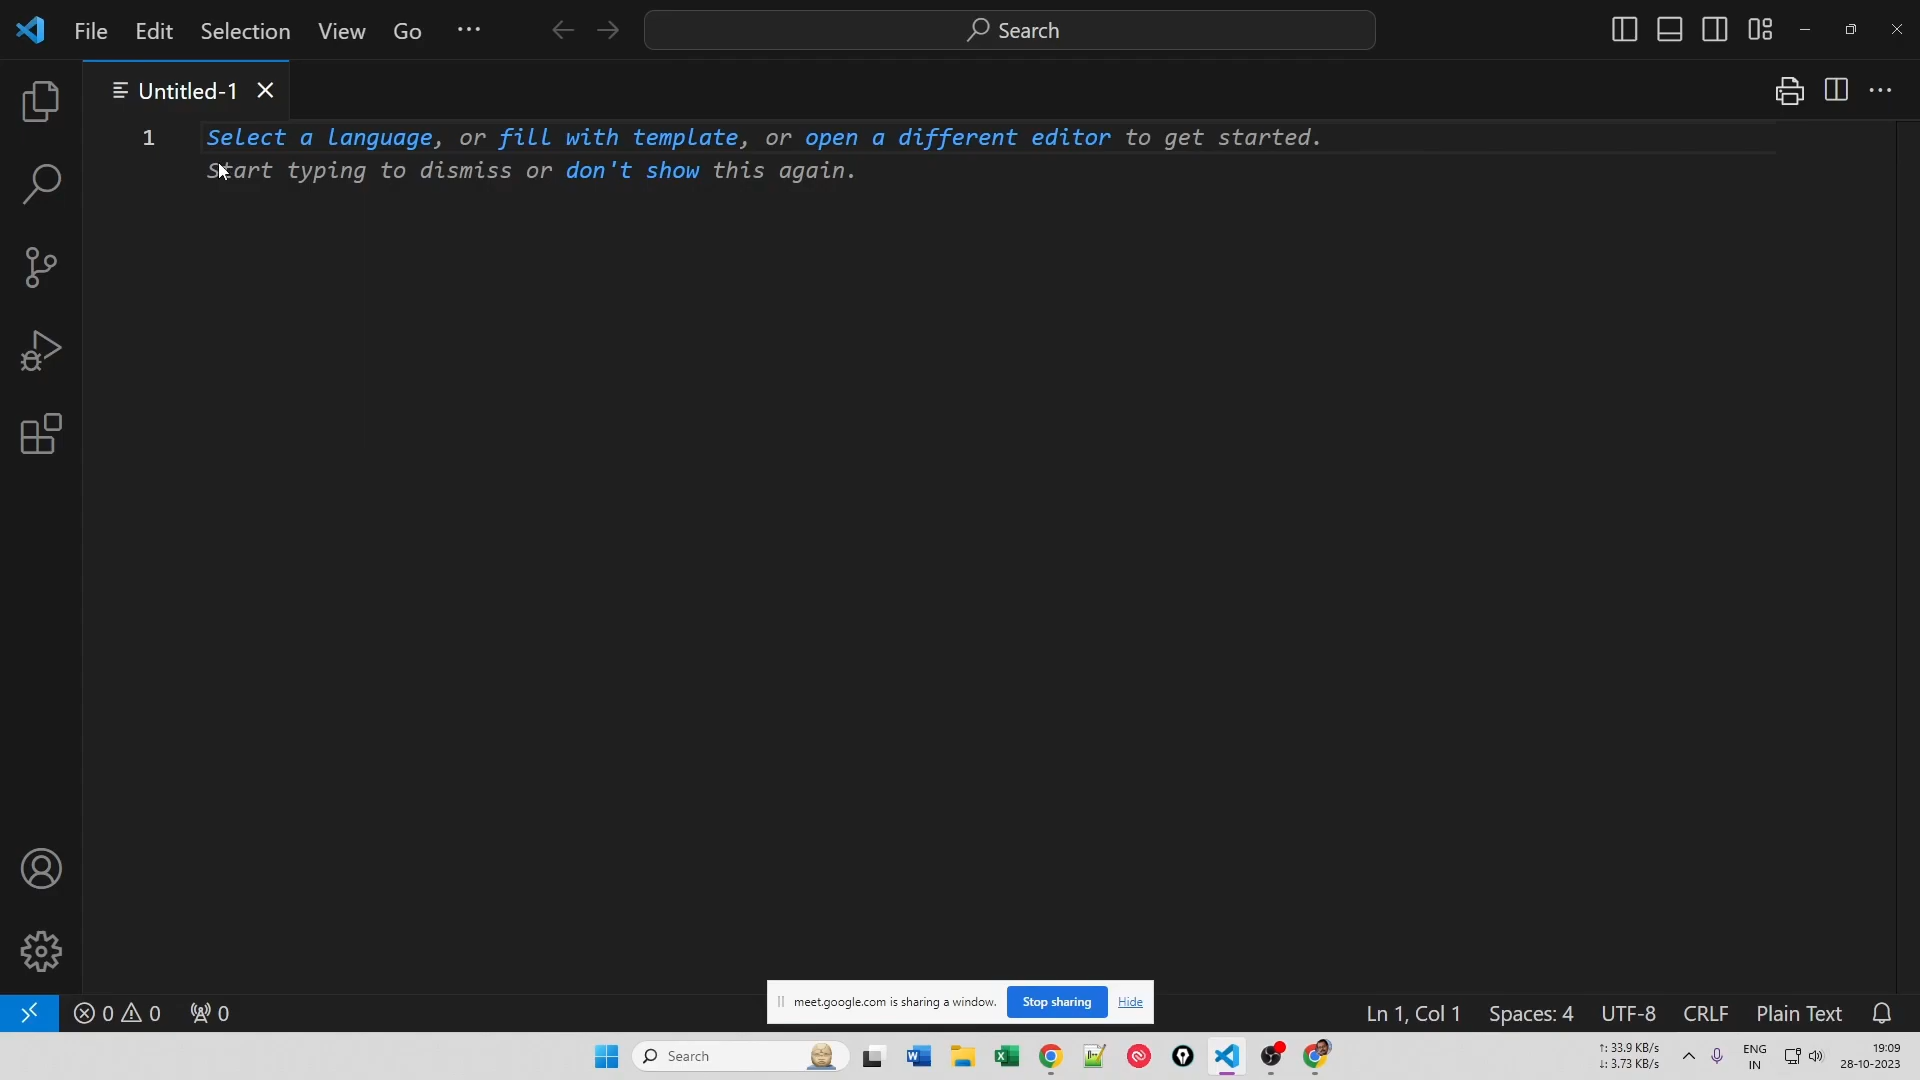 File Edit Selection View Go ··· Search
Untitled-1
1 Select a language, or fill with template, or open a different editor to get started.
Start typing to dismiss or don't show this again.
meet.google.com is sharing a window. Stop sharing Hide
0 0 0 Ln 1, Col 1 Spaces: 4 UTF-8 CRLF Plain Text
Search
↑: 33.9 KB/s
↓: 3.73 KB/s
ENG
IN
19:09
28-10-2023